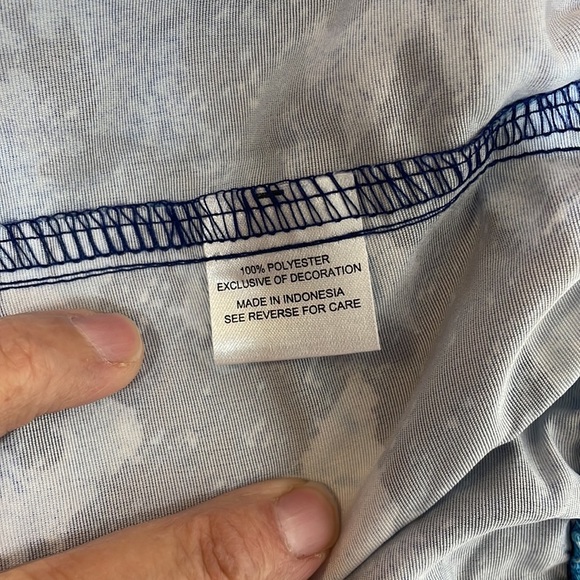 100% POLYESTER
EXCLUSIVE OF DECORATION
MADE IN INDONESIA
SEE REVERSE FOR CARE